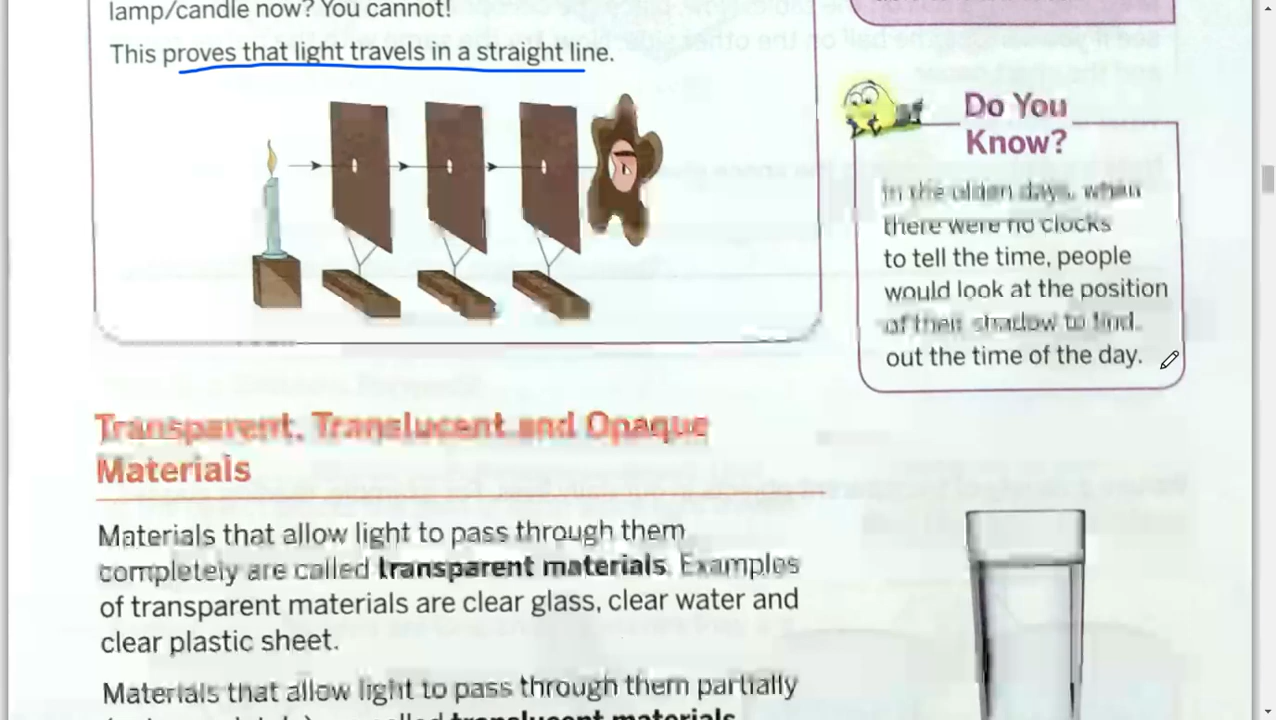 lamp/candle now? You cannot!
This proves that light travels in a straight line.
Do You
Know?
In the olden days, when
there were no clocks
to tell the time, people
would look at the position
of their shadow to find
out the time of the day.
Transparent, Translucent and Opaque
Materials
Materials that allow light to pass through them
completely are called transparent materials. Examples
of transparent materials are clear glass, clear water and
clear plastic sheet.
Materials that allow light to pass through them partially
called translucent materials.